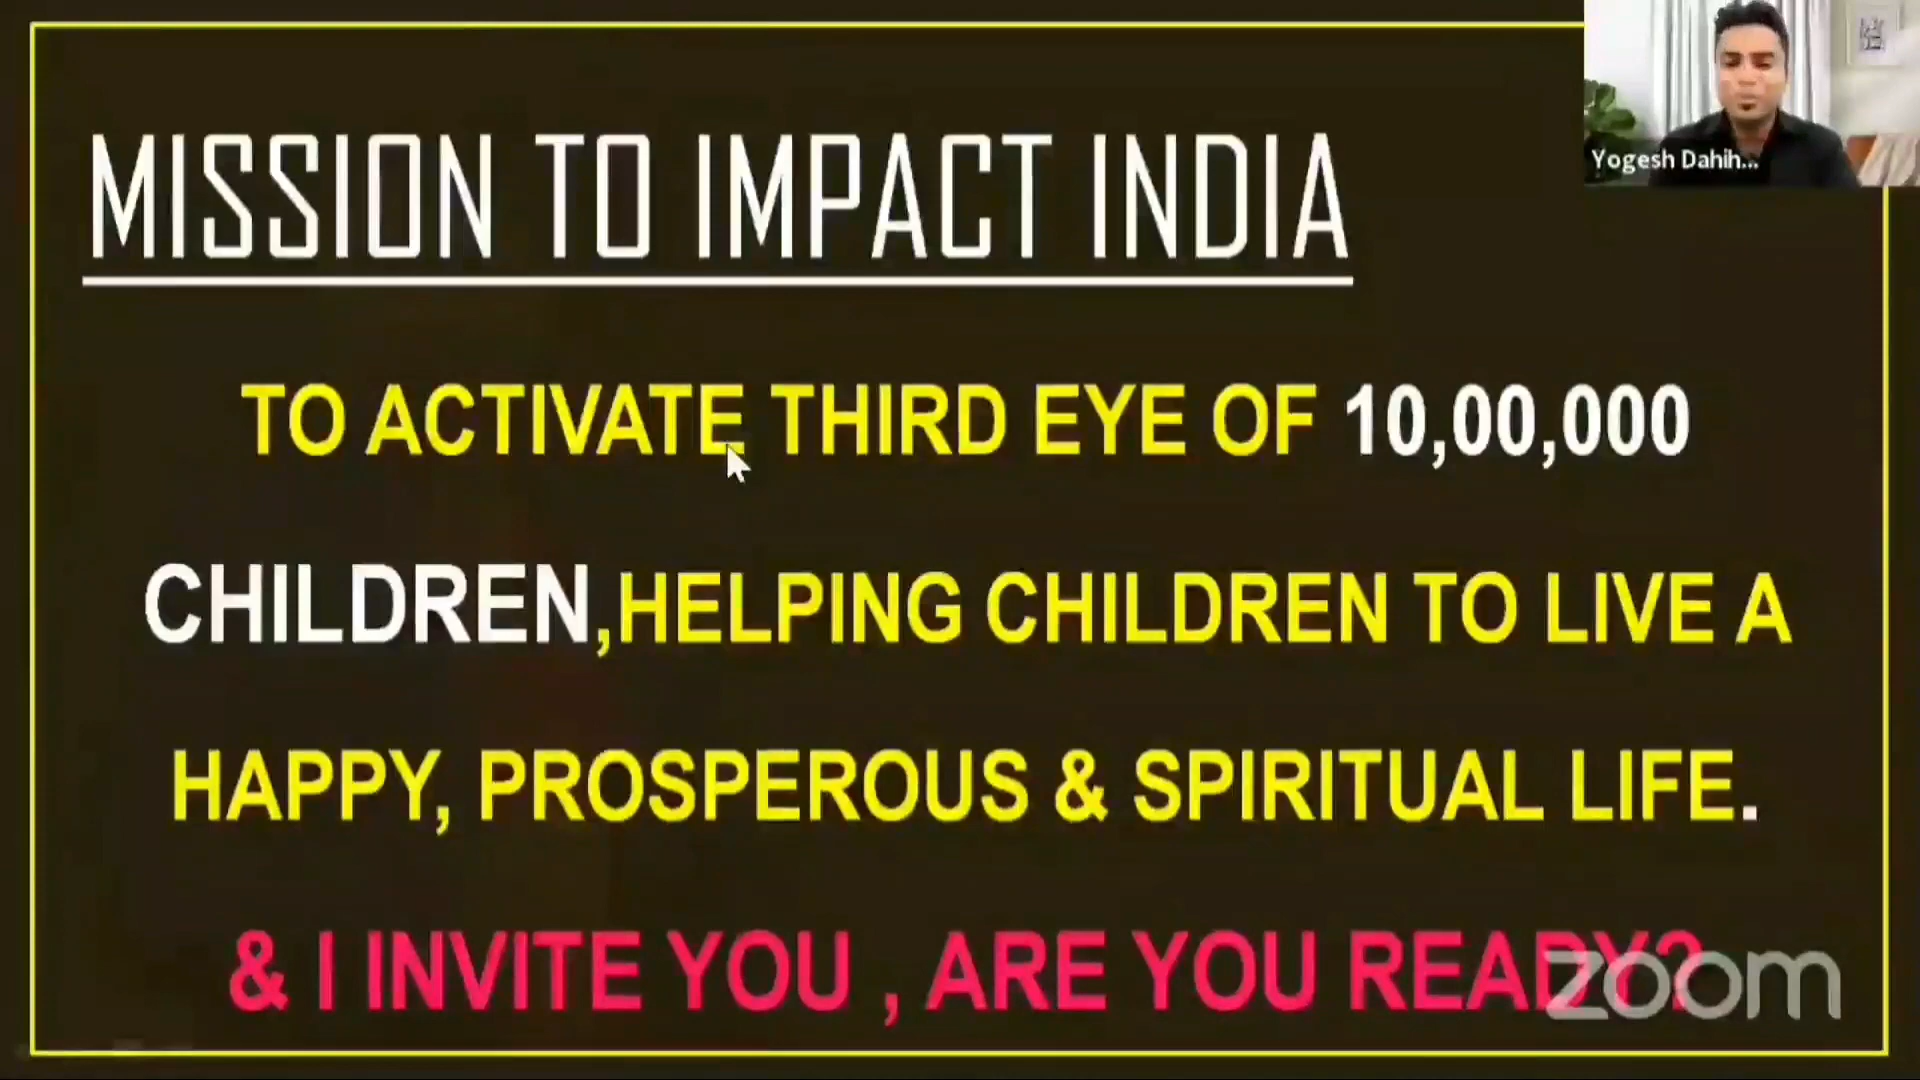 Yogesh Dahih...
MISSION TO IMPACT INDIA
TO ACTIVATE THIRD EYE OF 10,00,000
CHILDREN,HELPING CHILDREN TO LIVE A
HAPPY, PROSPEROUS & SPIRITUAL LIFE.
& I INVITE YOU , ARE YOU READY?
zoom